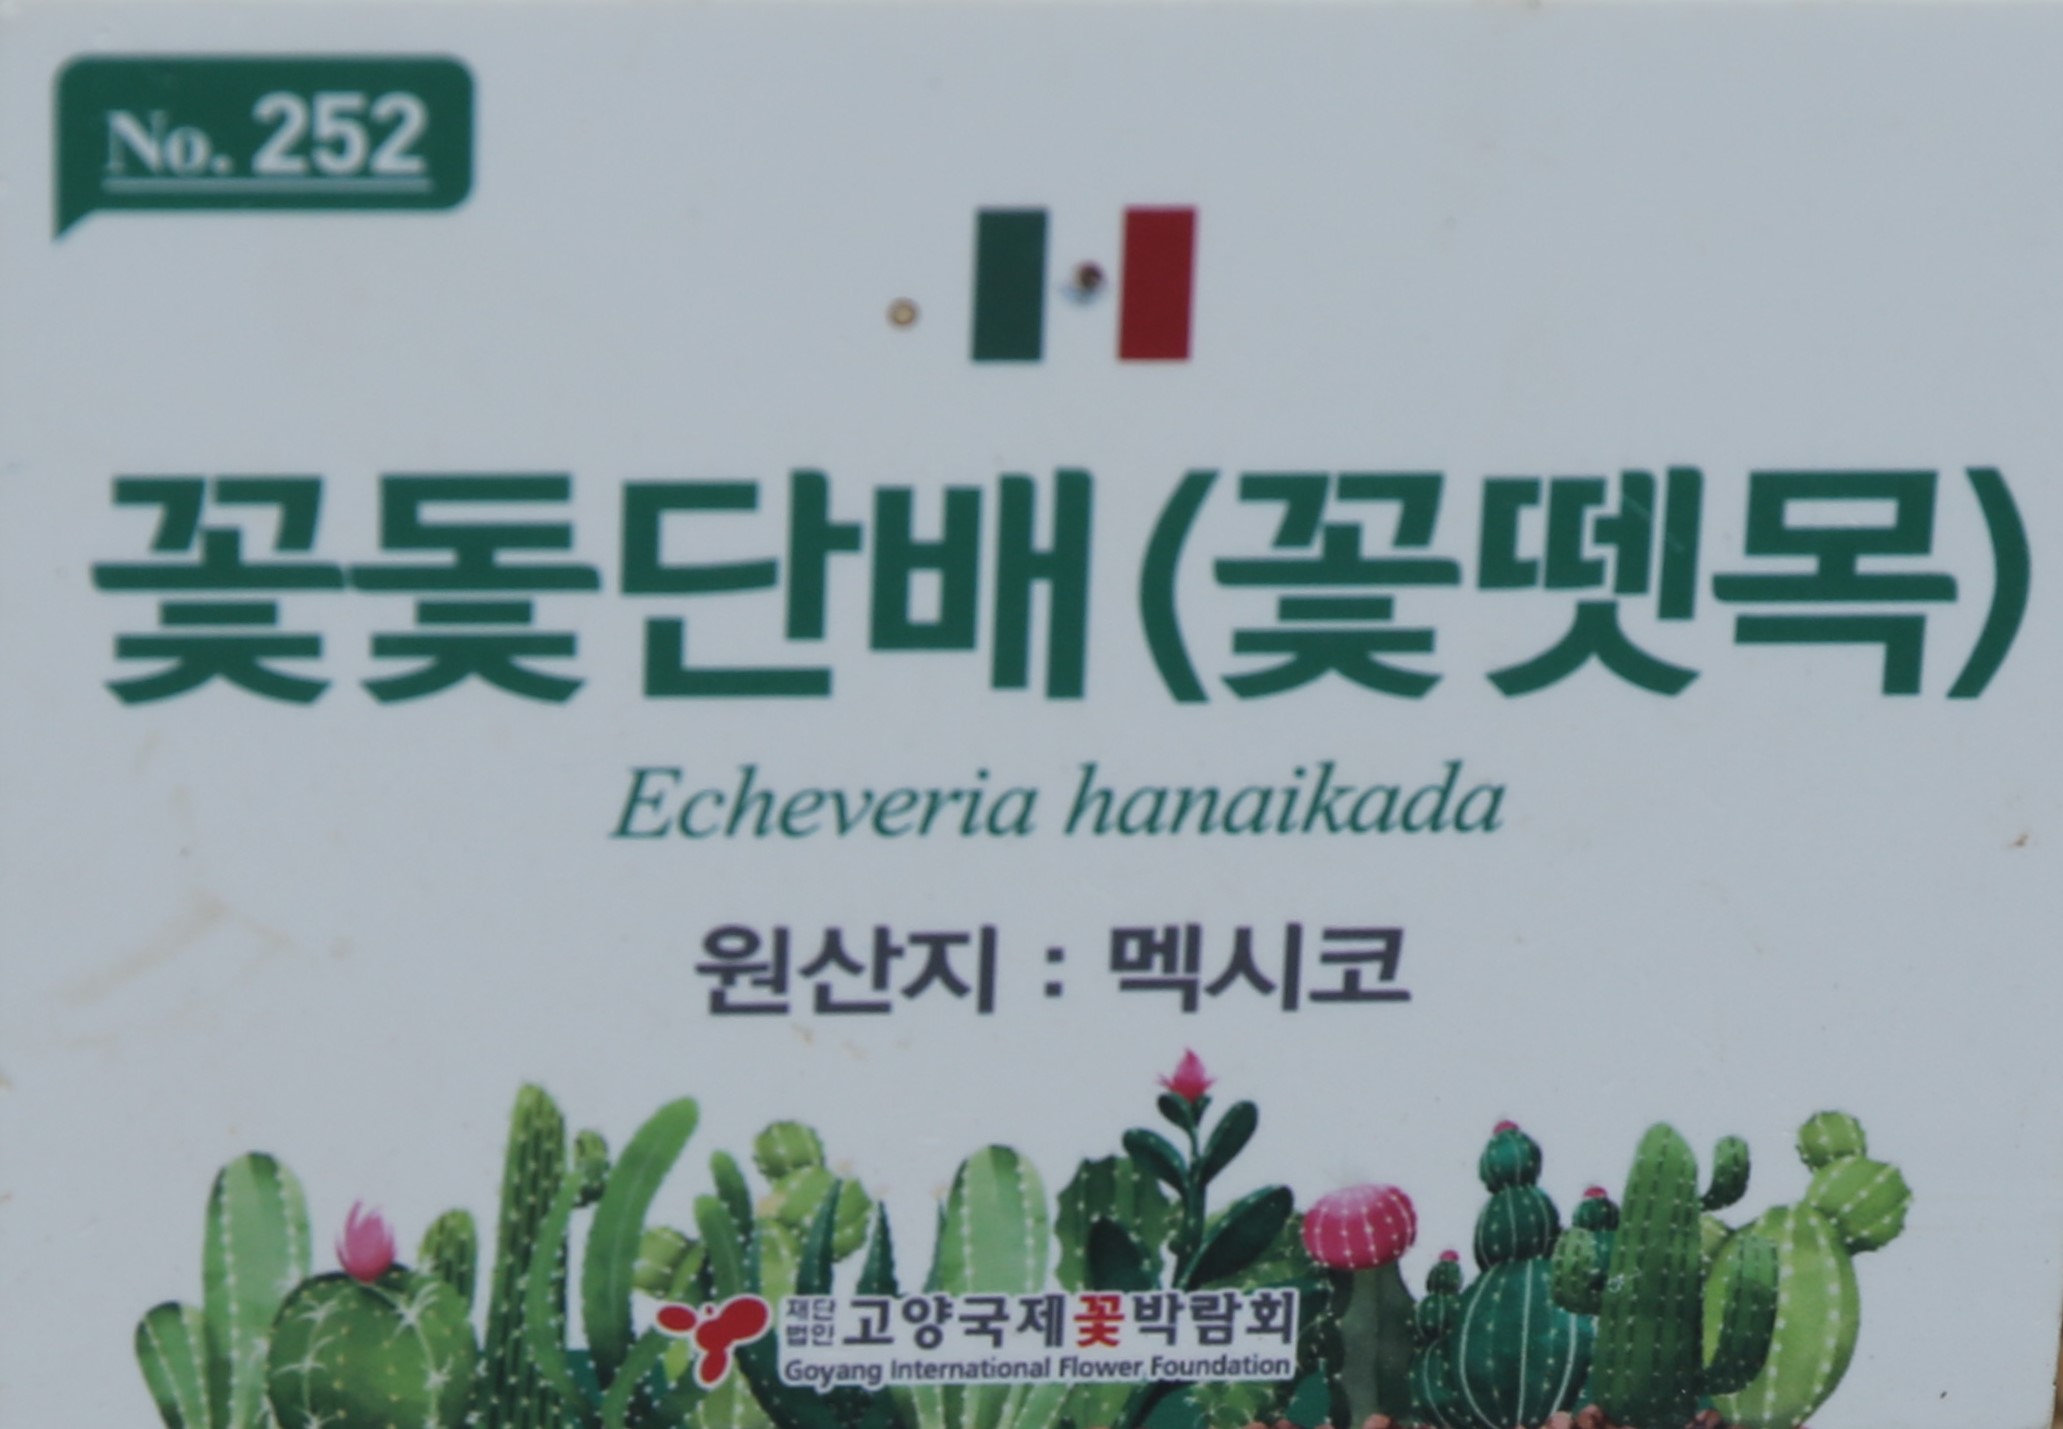 No. 252
꽃돛단배(꽃뗏목)
Echeveria hanaikada
원산지 : 멕시코
재단
법인 고양국제꽃박람회
Goyang International Flower Foundation